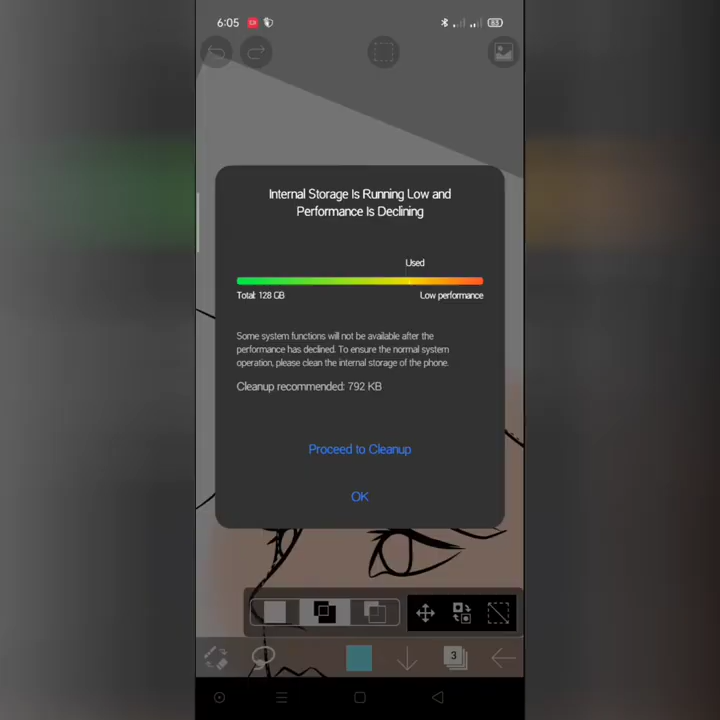 6:05
83
Internal Storage Is Running Low and
Performance Is Declining
Used
Total: 128 GB
Low performance
Some system functions will not be available after the
performance has declined. To ensure the normal system
operation, please clean the internal storage of the phone.
Cleanup recommended: 792 KB
Proceed to Cleanup
OK
3